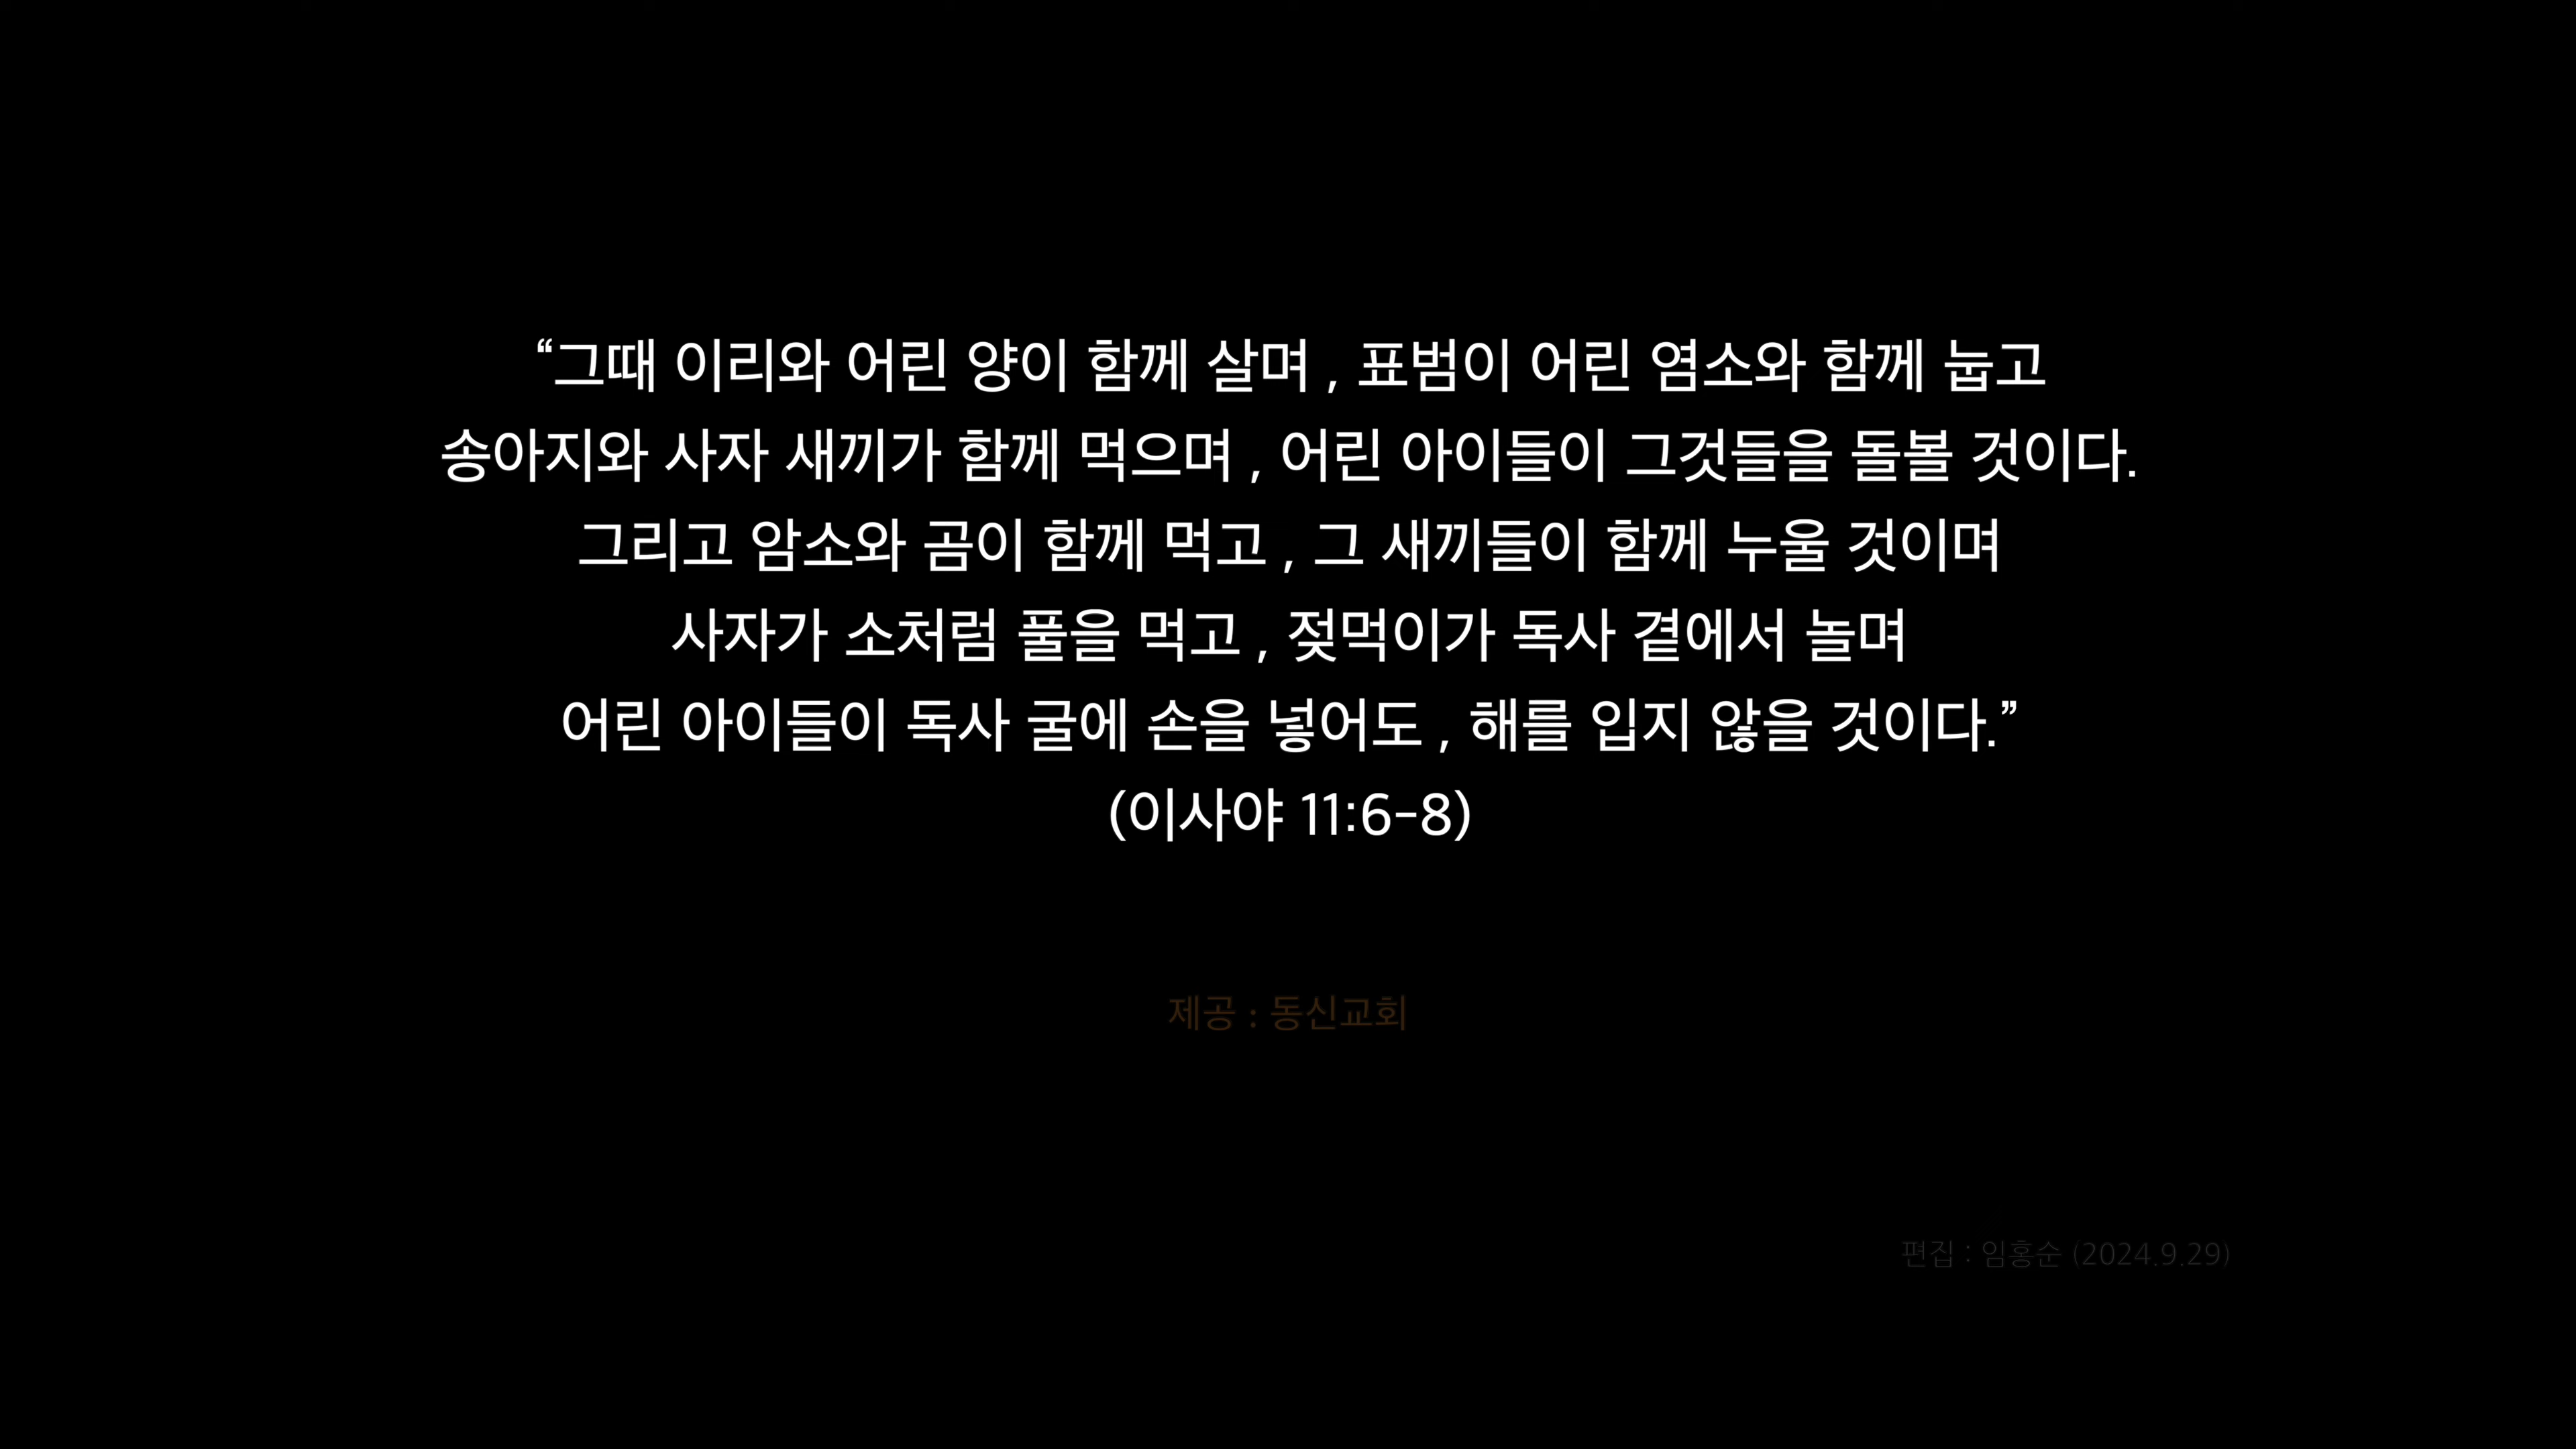 “그때 이리와 어린 양이 함께 살며 , 표범이 어린 염소와 함께 눕고
송아지와 사자 새끼가 함께 먹으며 , 어린 아이들이 그것들을 돌볼 것이다.
그리고 암소와 곰이 함께 먹고 , 그 새끼들이 함께 누울 것이며
사자가 소처럼 풀을 먹고 , 젖먹이가 독사 곁에서 놀며
어린 아이들이 독사 굴에 손을 넣어도 , 해를 입지 않을 것이다.”
(이사야 11:6-8)
제공 : 동신교회
편집 : 임홍순 (2024.9.29)